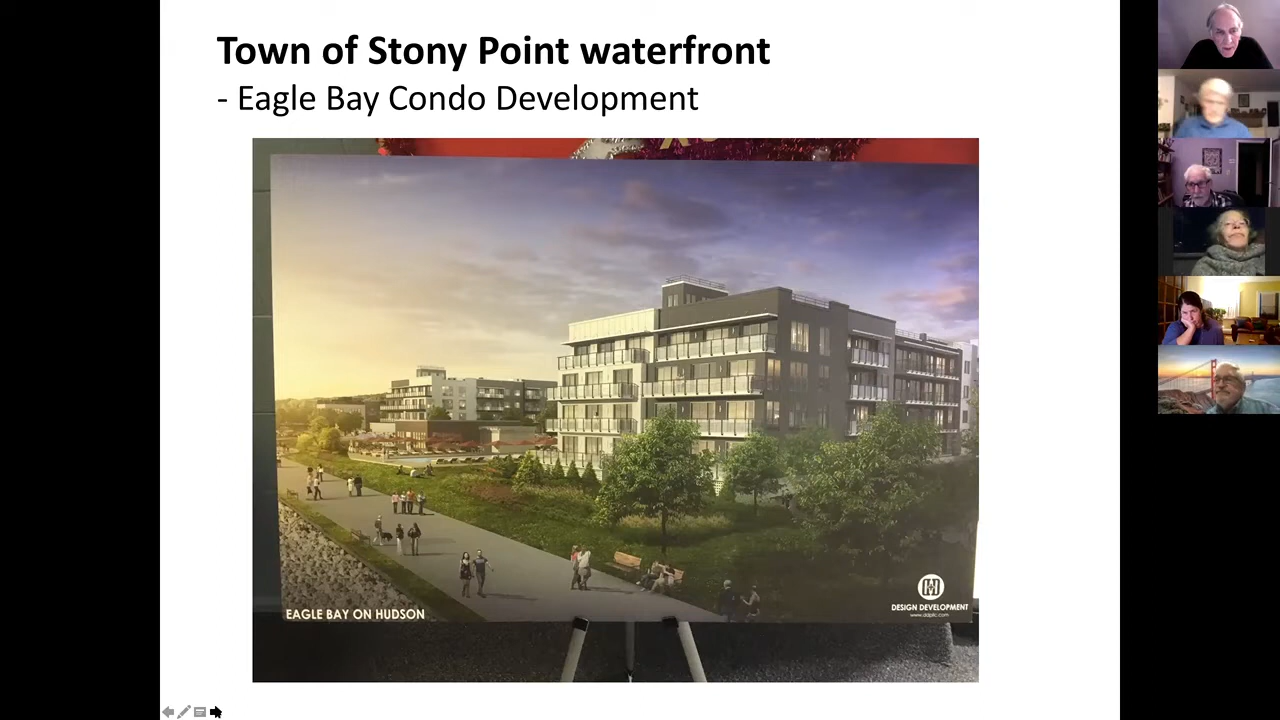 Town of Stony Point waterfront
- Eagle Bay Condo Development
EAGLE BAY ON HUDSON
DESIGN DEVELOPMENT